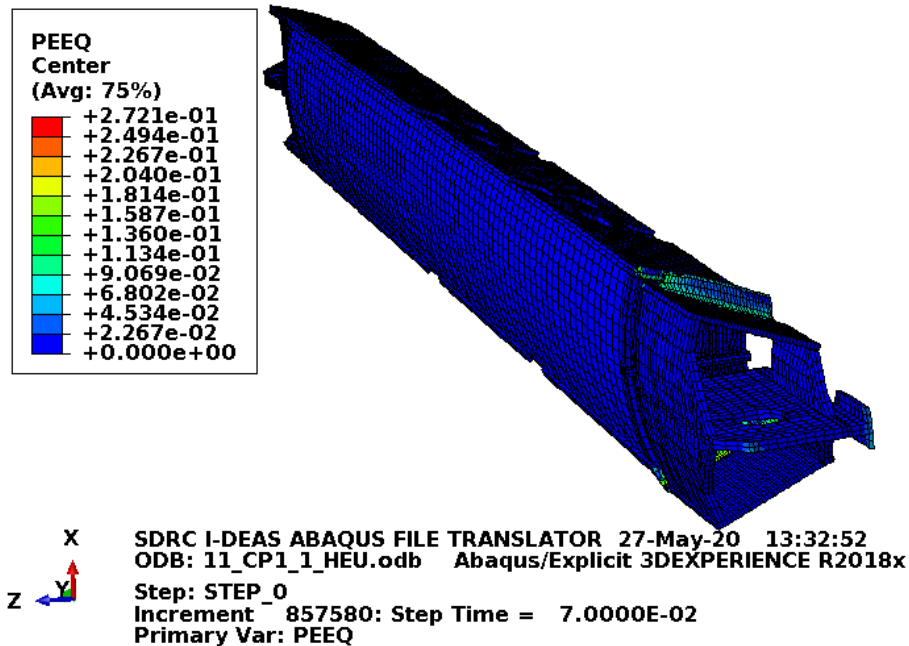 PEEQ
Center
(Avg: 75%)
+2.721e-01
+2.494e-01
+2.267e-01
+2.040e-01
+1.814e-01
+1.587e-01
+1.360e-01
+1.134e-01
+9.069e-02
+6.802e-02
+4.534e-02
+2.267e-02
+0.000e+00
X
Y
Z
SDRC I-DEAS ABAQUS FILE TRANSLATOR 27-May-20 13:32:52
ODB: 11_CP1_1_HEU.odb Abaqus/Explicit 3DEXPERIENCE R2018x
Step: STEP_0
Increment 857580: Step Time = 7.0000E-02
Primary Var: PEEQ